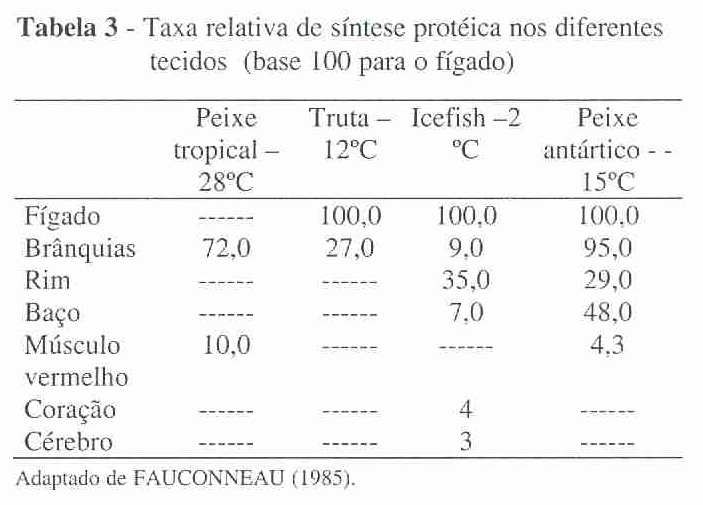 Tabela 3 - Taxa relativa de síntese protéica nos diferentes
tecidos (base 100 para o fígado)
Peixe Truta – Icefish –2 Peixe
tropical – 12ºC ºC antártico - -
28ºC 15ºC
Fígado ------ 100,0 100,0 100,0
Brânquias 72,0 27,0 9,0 95,0
Rim ------ ------ 35,0 29,0
Baço ------ ------ 7,0 48,0
Músculo 10,0 ------ ------ 4,3
vermelho
Coração ------ ------ 4 ------
Cérebro ------ ------ 3 ------
Adaptado de FAUCONNEAU (1985).